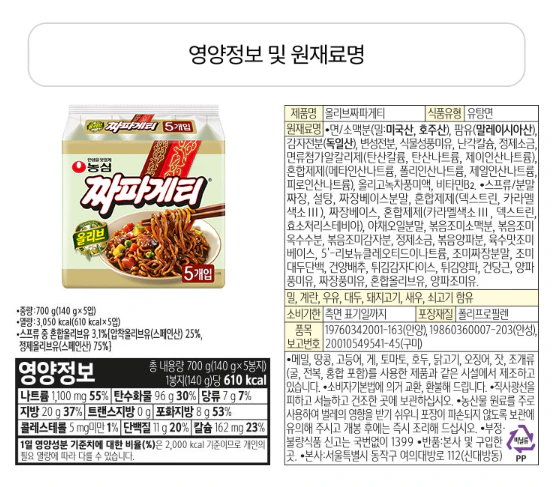 영양정보 및 원재료명
농심
짜파게티
올리브
5개입
5개입
•중량: 700 g(140 g×5입)
•열량: 3,050 kcal(610 kcal×5입)
•스프류 중 혼합올리브유 3.1%[압착올리브유(스페인산) 25%,
정제올리브유(스페인산) 75%]
영양정보
총 내용량 700 g(140 g×5봉지)
1봉지(140 g)당 610 kcal
나트륨 1,100 mg 55% 탄수화물 96 g 30% 당류 7 g 7%
지방 20 g 37% 트랜스지방 0 g 포화지방 8 g 53%
콜레스테롤 5 mg미만 1% 단백질 11 g 20% 칼슘 162 mg 23%
1일 영양성분 기준치에 대한 비율(%)은 2,000 kcal 기준이므로 개인의
필요 열량에 따라 다를 수 있습니다.
제품명 올리브짜파게티 식품유형 유탕면
원재료명 •면/소맥분(밀:미국산, 호주산), 팜유(말레이시아산),
감자전분(독일산), 변성전분, 식물성풍미유, 난각칼슘, 정제소금,
면류첨가알칼리제(탄산칼륨, 탄산나트륨, 제이인산나트륨),
혼합제제(메타인산나트륨, 폴리인산나트륨, 제일인산나트륨,
피로인산나트륨), 올리고녹차풍미액, 비타민B2, •스프류/분말
짜장, 설탕, 짜장베이스분말, 혼합제제(덱스트린, 카라멜
색소Ⅲ), 짜장베이스, 혼합제제(카라멜색소Ⅲ, 덱스트린,
효소처리스테비아), 야채오일분말, 볶음조미소맥분, 볶음조미
옥수수분, 볶음조미감자분, 정제소금, 볶음양파분, 육수맛조미
베이스, 5'-리보뉴클레오티드이나트륨, 조미짜장분말, 조미
대두단백, 건양배추, 튀김감자다이스, 튀김양파, 건당근, 양파
풍미유, 짜장풍미유, 혼합올리브유, 양파조미유.
밀, 계란, 우유, 대두, 돼지고기, 새우, 쇠고기 함유
소비기한 측면 표기일까지 포장재질 폴리프로필렌
품목보고번호 19760342001-163(안양), 19860360007-203(안성),
20010549541-45(구미)
•메밀, 땅콩, 고등어, 게, 토마토, 호두, 닭고기, 오징어, 잣, 조개류
(굴, 전복, 홍합 포함)를 사용한 제품과 같은 시설에서 제조하고
있습니다. •소비자기본법에 의거 교환, 환불해 드립니다. •직사광선을
피하고 서늘하고 건조한 곳에 보관하십시오. •농산물 원료를 주로
사용하여 벌레의 영향을 받기 쉬우니 포장이 파손되지 않도록 보관에
유의해 주시고 개봉 후에는 즉시 조리해 드십시오. •부정·
불량식품 신고는 국번없이 1399 •반품:본사 및 구입한
곳. •본사:서울특별시 동작구 여의대방로 112(신대방동)
비닐류
PP